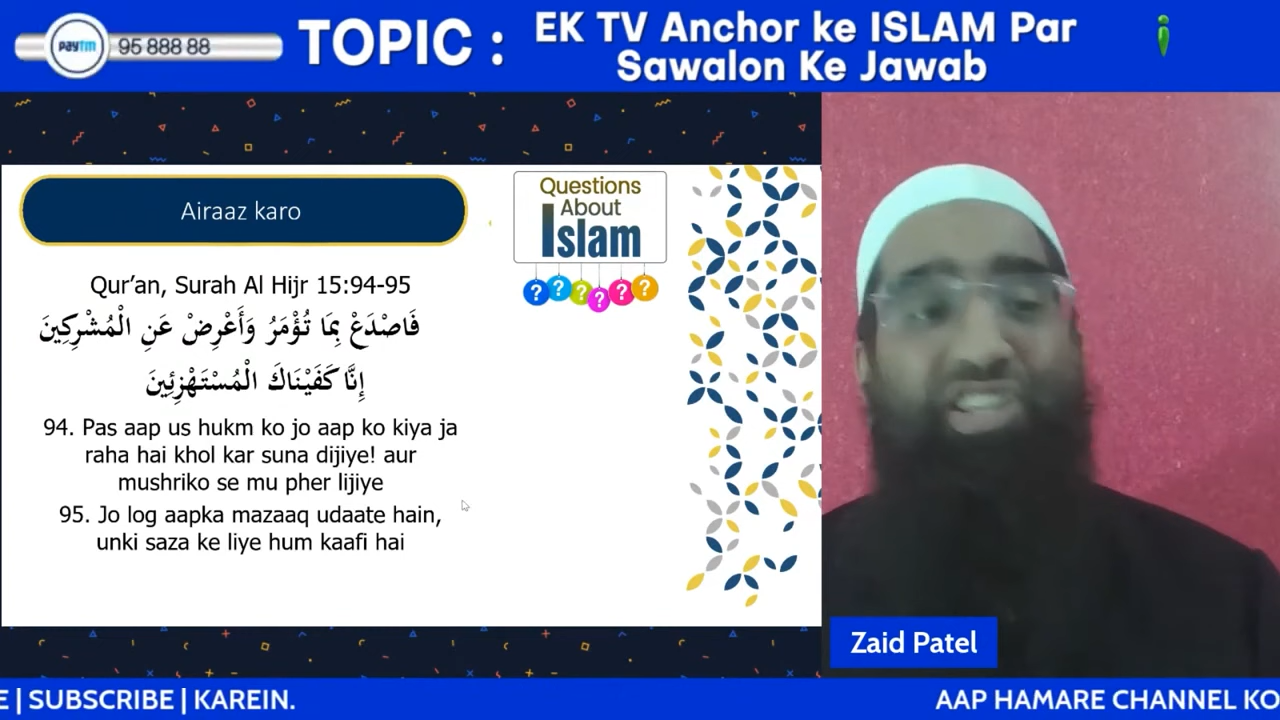 paytm
95 888 88
TOPIC :
EK TV Anchor ke ISLAM Par
Sawalon Ke Jawab
Airaaz karo
Questions
About
Islam
? ? ? ? ? ?
Qur’an, Surah Al Hijr 15:94-95
فَاصْدَعْ بِمَا تُؤْمَرُ وَأَعْرِضْ عَنِ الْمُشْرِكِينَ
إِنَّا كَفَيْنَاكَ الْمُسْتَهْزِئِينَ
94. Pas aap us hukm ko jo aap ko kiya ja
raha hai khol kar suna dijiye! aur
mushriko se mu pher lijiye
95. Jo log aapka mazaaq udaate hain,
unki saza ke liye hum kaafi hai
Zaid Patel
E | SUBSCRIBE | KAREIN.
AAP HAMARE CHANNEL KO